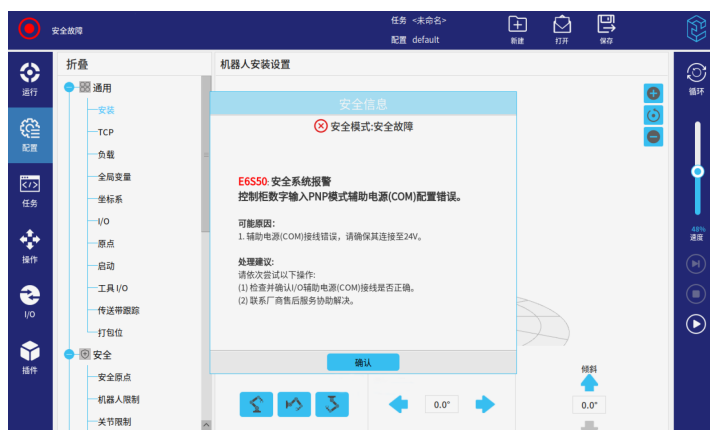 安全故障
任务 <未命名>
配置 default
新建
打开
保存
运行
配置
任务
操作
I/O
插件
折叠
通用
安装
TCP
负载
全局变量
坐标系
I/O
原点
启动
工具 I/O
传送带跟踪
打包位
安全
安全原点
机器人限制
关节限制
机器人安装设置
安全信息
安全模式:安全故障
E6S50: 安全系统报警
控制柜数字输入PNP模式辅助电源(COM)配置错误。
可能原因:
1. 辅助电源(COM)接线错误，请确保其连接至24V。
处理建议:
请依次尝试以下操作:
(1) 检查并确认I/O辅助电源(COM)接线是否正确。
(2) 联系厂商售后服务协助解决。
确认
0.0°
倾斜
0.0°
循环
48%
速度